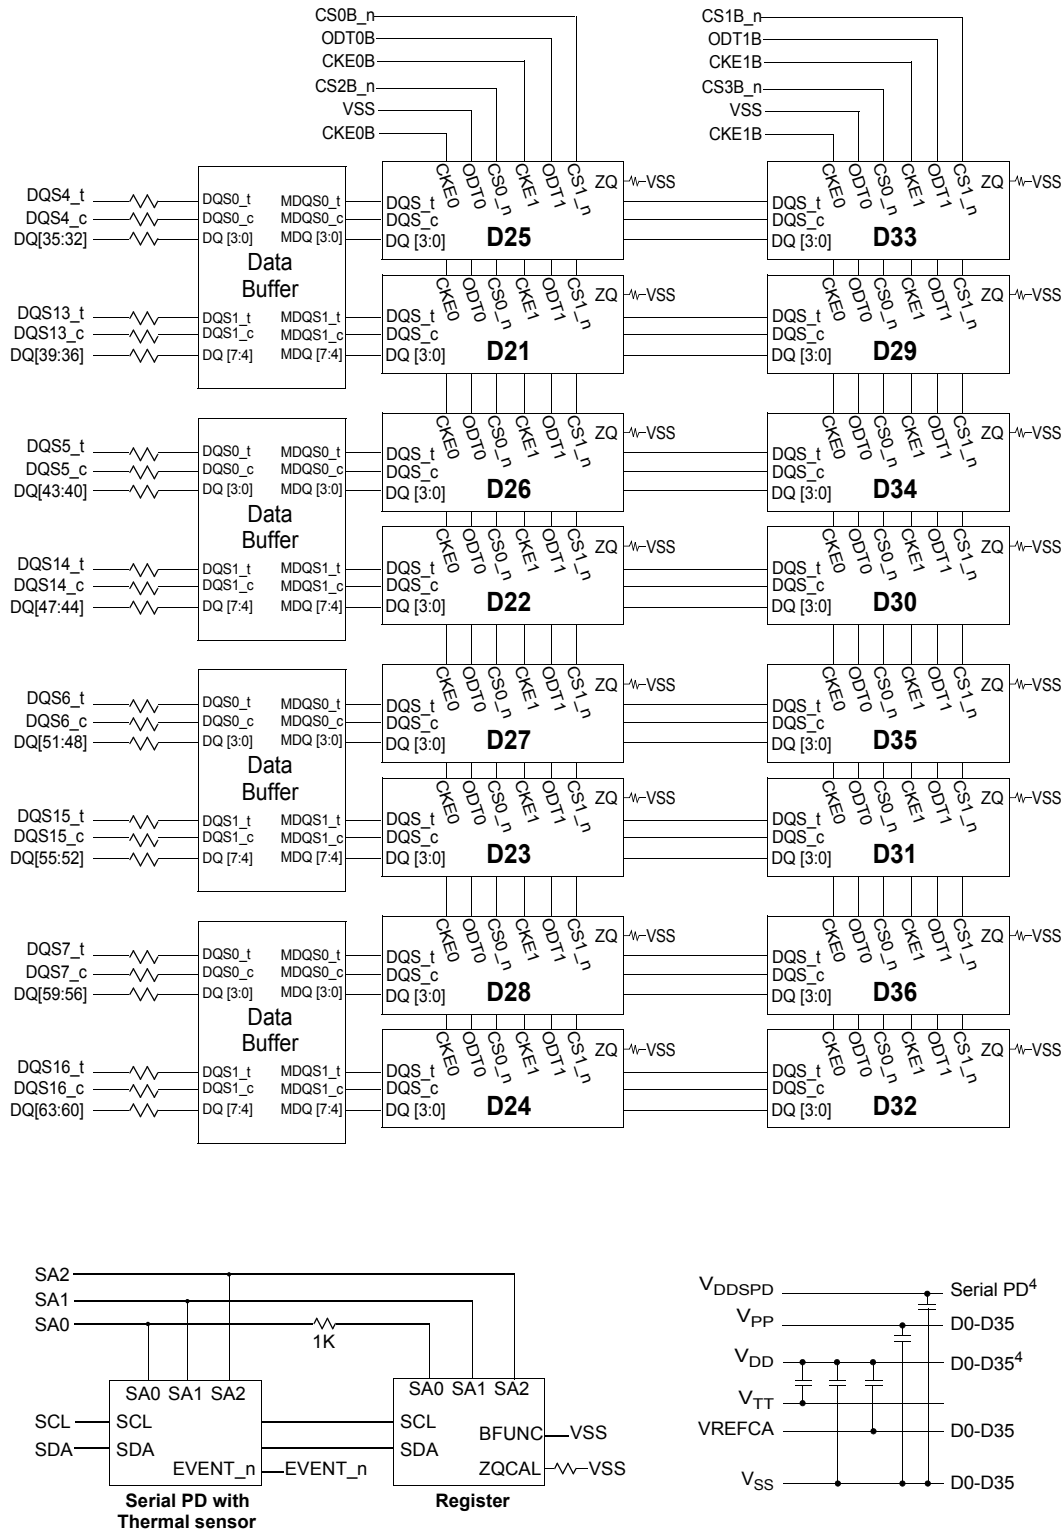 CS0B_n
ODT0B
CKE0B
CS2B_n
VSS
CKE0B
CS1B_n
ODT1B
CKE1B
CS3B_n
VSS
CKE1B
DQS4_t
DQS4_c
DQ[35:32]
DQS13_t
DQS13_c
DQ[39:36]
DQS0_t MDQS0_t
DQS0_c MDQS0_c
DQ [3:0] MDQ [3:0]
Data
Buffer
DQS1_t MDQS1_t
DQS1_c MDQS1_c
DQ [7:4] MDQ [7:4]
CKE0 ODT0 CS0_n CKE1 ODT1 CS1_n ZQ VSS
DQS_t
DQS_c
DQ [3:0] D25
CKE0 ODT0 CS0_n CKE1 ODT1 CS1_n ZQ VSS
DQS_t
DQS_c
DQ [3:0] D33
CKE0 ODT0 CS0_n CKE1 ODT1 CS1_n ZQ VSS
DQS_t
DQS_c
DQ [3:0] D21
CKE0 ODT0 CS0_n CKE1 ODT1 CS1_n ZQ VSS
DQS_t
DQS_c
DQ [3:0] D29
DQS5_t
DQS5_c
DQ[43:40]
DQS14_t
DQS14_c
DQ[47:44]
DQS0_t MDQS0_t
DQS0_c MDQS0_c
DQ [3:0] MDQ [3:0]
Data
Buffer
DQS1_t MDQS1_t
DQS1_c MDQS1_c
DQ [7:4] MDQ [7:4]
CKE0 ODT0 CS0_n CKE1 ODT1 CS1_n ZQ VSS
DQS_t
DQS_c
DQ [3:0] D26
CKE0 ODT0 CS0_n CKE1 ODT1 CS1_n ZQ VSS
DQS_t
DQS_c
DQ [3:0] D34
CKE0 ODT0 CS0_n CKE1 ODT1 CS1_n ZQ VSS
DQS_t
DQS_c
DQ [3:0] D22
CKE0 ODT0 CS0_n CKE1 ODT1 CS1_n ZQ VSS
DQS_t
DQS_c
DQ [3:0] D30
DQS6_t
DQS6_c
DQ[51:48]
DQS15_t
DQS15_c
DQ[55:52]
DQS0_t MDQS0_t
DQS0_c MDQS0_c
DQ [3:0] MDQ [3:0]
Data
Buffer
DQS1_t MDQS1_t
DQS1_c MDQS1_c
DQ [7:4] MDQ [7:4]
CKE0 ODT0 CS0_n CKE1 ODT1 CS1_n ZQ VSS
DQS_t
DQS_c
DQ [3:0] D27
CKE0 ODT0 CS0_n CKE1 ODT1 CS1_n ZQ VSS
DQS_t
DQS_c
DQ [3:0] D35
CKE0 ODT0 CS0_n CKE1 ODT1 CS1_n ZQ VSS
DQS_t
DQS_c
DQ [3:0] D23
CKE0 ODT0 CS0_n CKE1 ODT1 CS1_n ZQ VSS
DQS_t
DQS_c
DQ [3:0] D31
DQS7_t
DQS7_c
DQ[59:56]
DQS16_t
DQS16_c
DQ[63:60]
DQS0_t MDQS0_t
DQS0_c MDQS0_c
DQ [3:0] MDQ [3:0]
Data
Buffer
DQS1_t MDQS1_t
DQS1_c MDQS1_c
DQ [7:4] MDQ [7:4]
CKE0 ODT0 CS0_n CKE1 ODT1 CS1_n ZQ VSS
DQS_t
DQS_c
DQ [3:0] D28
CKE0 ODT0 CS0_n CKE1 ODT1 CS1_n ZQ VSS
DQS_t
DQS_c
DQ [3:0] D36
CKE0 ODT0 CS0_n CKE1 ODT1 CS1_n ZQ VSS
DQS_t
DQS_c
DQ [3:0] D24
CKE0 ODT0 CS0_n CKE1 ODT1 CS1_n ZQ VSS
DQS_t
DQS_c
DQ [3:0] D32
SA2
SA1
SA0
1K
SA0 SA1 SA2
SCL SCL
SDA SDA
EVENT_n EVENT_n
Serial PD with
Thermal sensor
SA0 SA1 SA2
SCL
SDA
BFUNC VSS
ZQCAL VSS
Register
VDDSPD Serial PD4
VPP D0-D35
VDD D0-D354
VTT
VREFCA D0-D35
VSS D0-D35